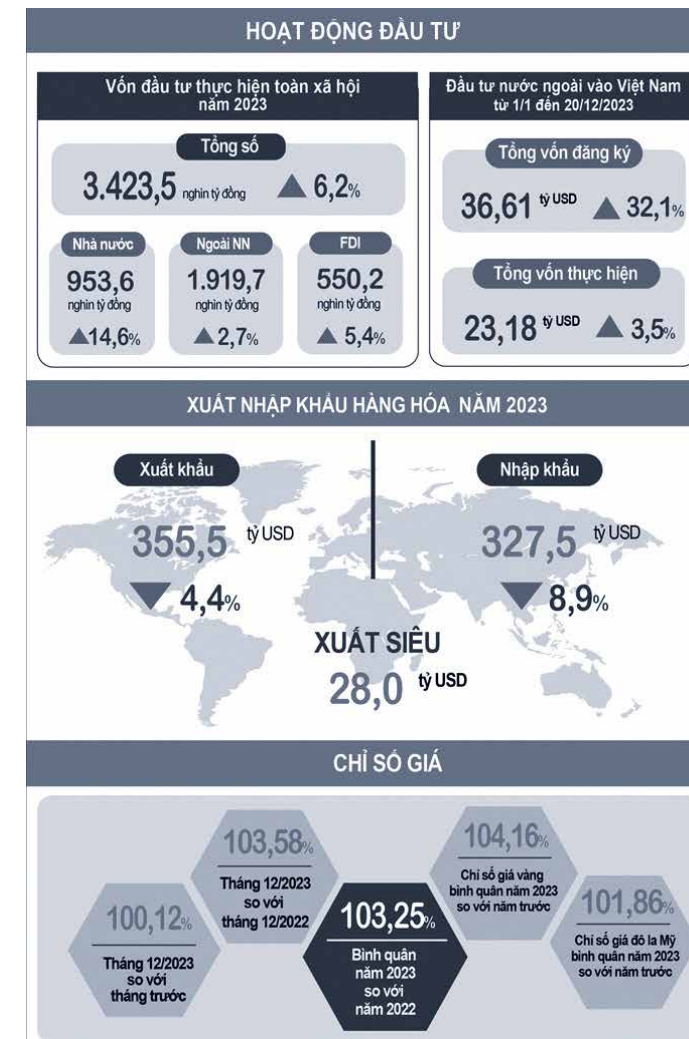 HOẠT ĐỘNG ĐẦU TƯ
Vốn đầu tư thực hiện toàn xã hội
năm 2023
Tổng số
3.423,5 nghìn tỷ đồng 6,2%
Nhà nước
953,6
nghìn tỷ đồng
14,6%
Ngoài NN
1.919,7
nghìn tỷ đồng
2,7%
FDI
550,2
nghìn tỷ đồng
5,4%
Đầu tư nước ngoài vào Việt Nam
từ 1/1 đến 20/12/2023
Tổng vốn đăng ký
36,61 tỷ USD 32,1%
Tổng vốn thực hiện
23,18 tỷ USD 3,5%
XUẤT NHẬP KHẨU HÀNG HÓA NĂM 2023
Xuất khẩu
355,5 tỷ USD
4,4%
Nhập khẩu
327,5 tỷ USD
8,9%
XUẤT SIÊU
28,0 tỷ USD
CHỈ SỐ GIÁ
100,12%
Tháng 12/2023
so với
tháng trước
103,58%
Tháng 12/2023
so với
tháng 12/2022
103,25%
Bình quân
năm 2023
so với
năm 2022
104,16%
Chỉ số giá vàng
bình quân năm 2023
so với năm trước
101,86%
Chỉ số giá đô la Mỹ
bình quân năm 2023
so với năm trước